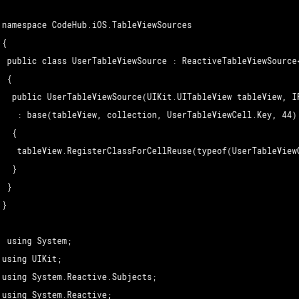 namespace CodeHub.iOS.TableViewSources
{
public class UserTableViewSource : ReactiveTableViewSource
{
public UserTableViewSource(UIKit.UITableView tableView,
: base(tableView, collection, UserTableViewCell.Key, 44)
{
tableView.RegisterClassForCellReuse(typeof(UserTableView
}
}
}
using System;
using UIKit;
using System.Reactive.Subjects;
using System.Reactive;